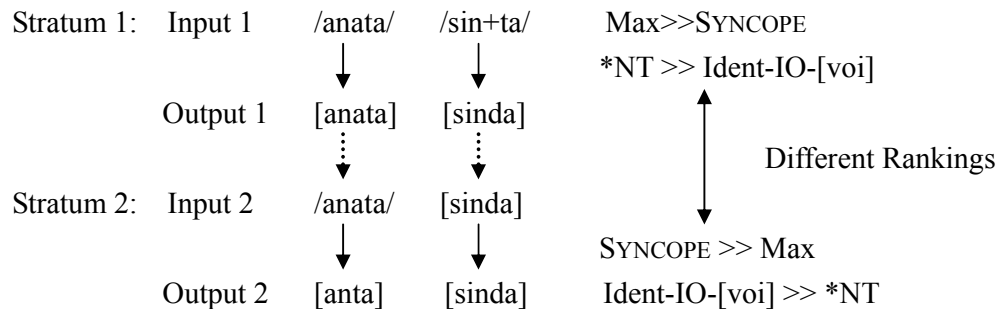 Stratum 1: Input 1 /anata/ /sin+ta/ Max>>SYNCOPE
*NT >> Ident-IO-[voi]
Output 1 [anata] [sinda]
Different Rankings
Stratum 2: Input 2 /anata/ [sinda]
SYNCOPE >> Max
Output 2 [anta] [sinda] Ident-IO-[voi] >> *NT